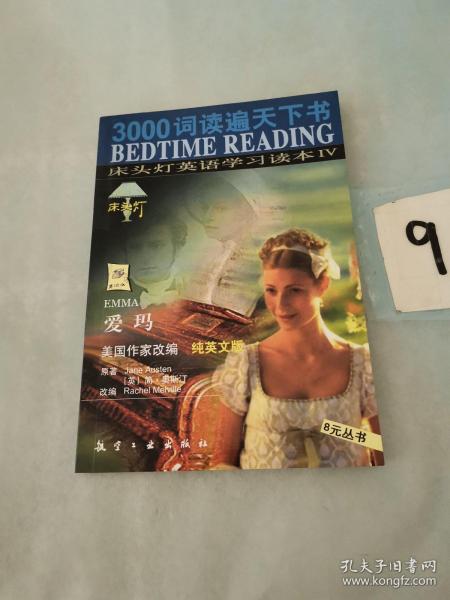 3000词读遍天下书
BEDTIME READING
床头灯英语学习读本IV
床头灯
EMMA
爱玛
美国作家改编 纯英文版
原著 Jane Austen
[英] 简·奥斯汀
改编 Rachel Melville
航空工业出版社
8元丛书
9
孔夫子旧书网
www.kongfz.com